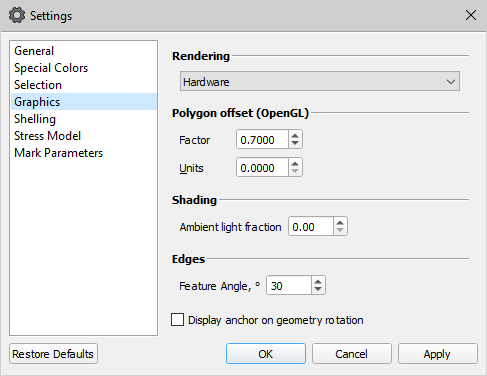 Settings
General
Special Colors
Selection
Graphics
Shelling
Stress Model
Mark Parameters
Rendering
Hardware
Polygon offset (OpenGL)
Factor 0.7000
Units 0.0000
Shading
Ambient light fraction 0.00
Edges
Feature Angle, ° 30
Display anchor on geometry rotation
Restore Defaults OK Cancel Apply